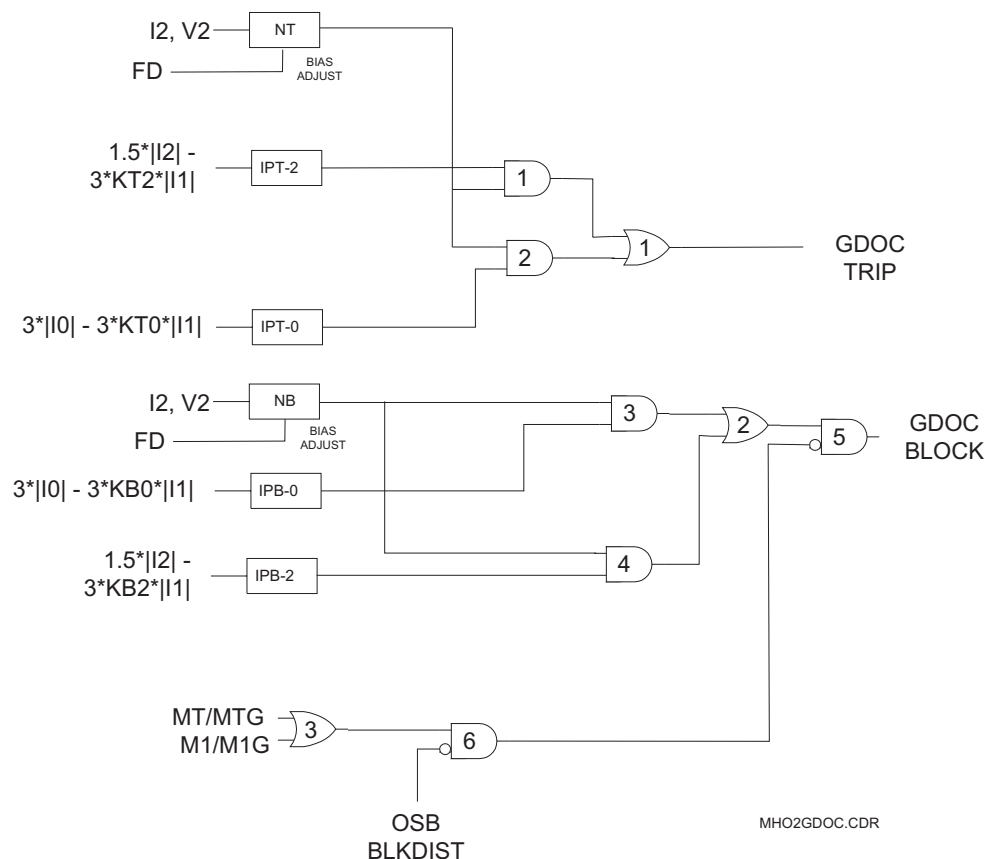 I2, V2
NT
FD
BIAS
ADJUST
1.5*|I2| -
3*KT2*|I1|
IPT-2
1
2
1
GDOC
TRIP
3*|I0| - 3*KT0*|I1|
IPT-0
I2, V2
NB
FD
BIAS
ADJUST
3
2
5
GDOC
BLOCK
3*|I0| - 3*KB0*|I1|
IPB-0
1.5*|I2| -
3*KB2*|I1|
IPB-2
4
MT/MTG
M1/M1G
3
6
OSB
BLKDIST
MHO2GDOC.CDR